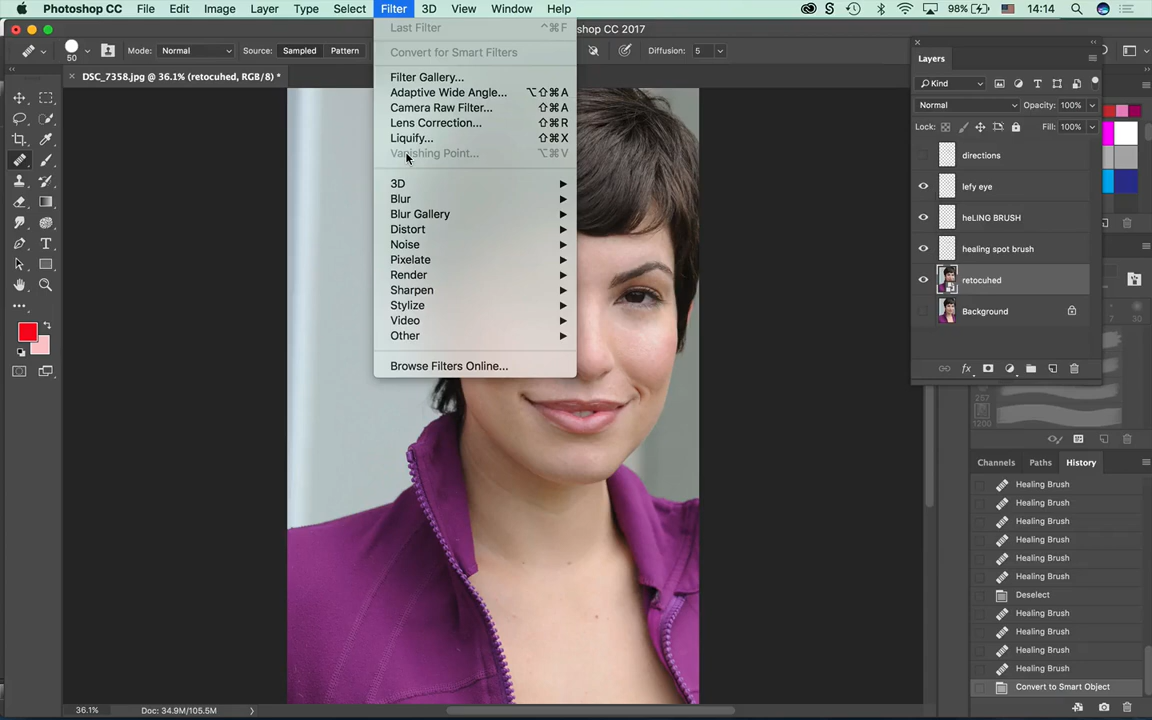 Photoshop CC File Edit Image Layer Type Select Filter 3D View Window Help 98% 14:14
shop CC 2017
50 Mode: Normal Source: Sampled Pattern Diffusion: 5
DSC_7358.jpg @ 36.1% (retocuhed, RGB/8) *
Last Filter ^⌘F
Convert for Smart Filters
Filter Gallery...
Adaptive Wide Angle... ⌥⇧⌘A
Camera Raw Filter... ⇧⌘A
Lens Correction... ⇧⌘R
Liquify... ⇧⌘X
Vanishing Point... ⌥⌘V
3D
Blur
Blur Gallery
Distort
Noise
Pixelate
Render
Sharpen
Stylize
Video
Other
Browse Filters Online...
Layers
Kind
Normal Opacity: 100%
Lock: Fill: 100%
directions
lefy eye
heLING BRUSH
healing spot brush
retocuhed
Background
7 30
257
1200
Channels Paths History
Healing Brush
Healing Brush
Healing Brush
Healing Brush
Healing Brush
Healing Brush
Deselect
Healing Brush
Healing Brush
Healing Brush
Healing Brush
Convert to Smart Object
36.1% Doc: 34.9M/105.5M